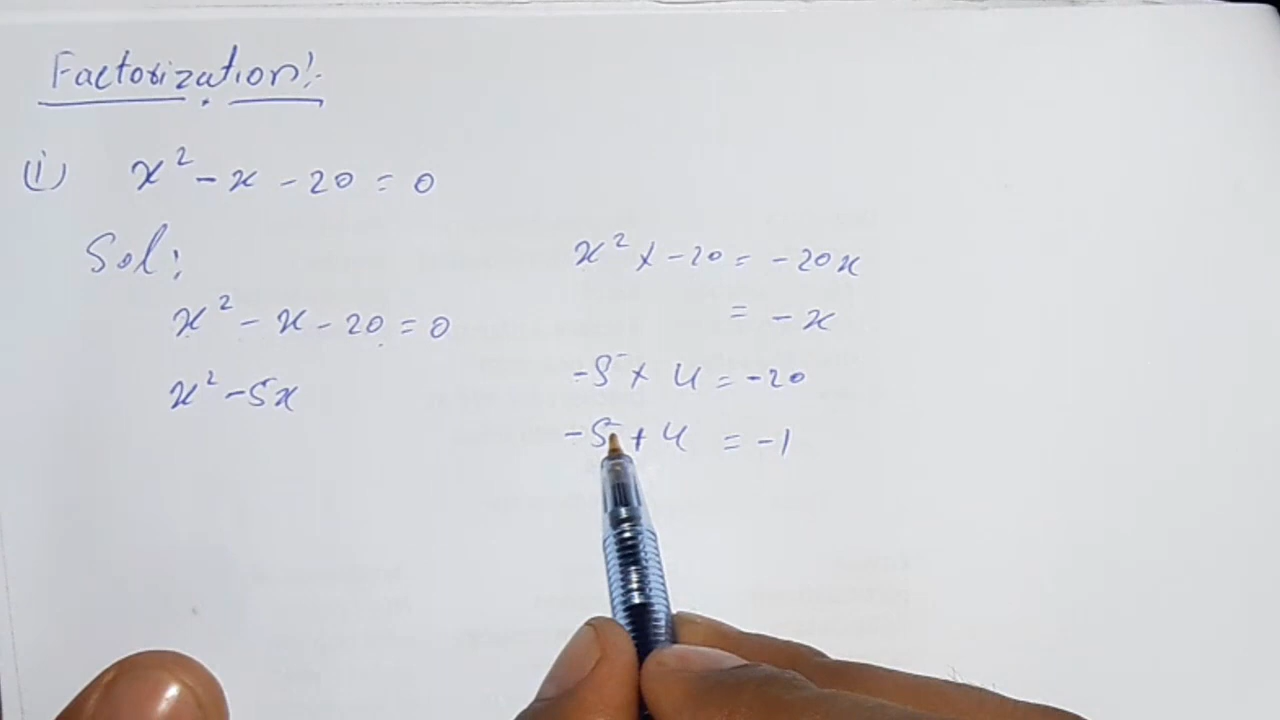 Factorization:
(i) x² - x - 20 = 0
Sol:
x² - x - 20 = 0
x² - 5x
x² x -20 = -20x
= -x
-5 x 4 = -20
-5 + 4 = -1